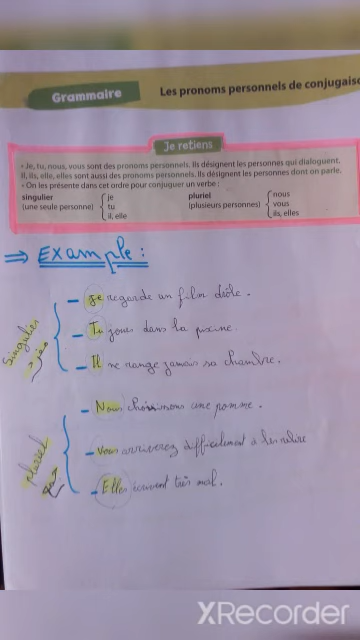 Grammaire
Les pronoms personnels de conjugaiso
Je retiens
• Je, tu, nous, vous sont des pronoms personnels. Ils désignent les personnes qui dialoguent.
Il, ils, elle, elles sont aussi des pronoms personnels. Ils désignent les personnes dont on parle.
• On les présente dans cet ordre pour conjuguer un verbe :
singulier
(une seule personne)
je
tu
il, elle
pluriel
(plusieurs personnes)
nous
vous
ils, elles
⇒ Example :
Singulier
- Je regarde un film drôle.
- Tu joues dans la
- Il ne range jamais sa chambre.
pluriel
- Nous choisissons une pomme.
- Vous arriverez difficilement à les
- Elles écrivent très mal.
XRecorder